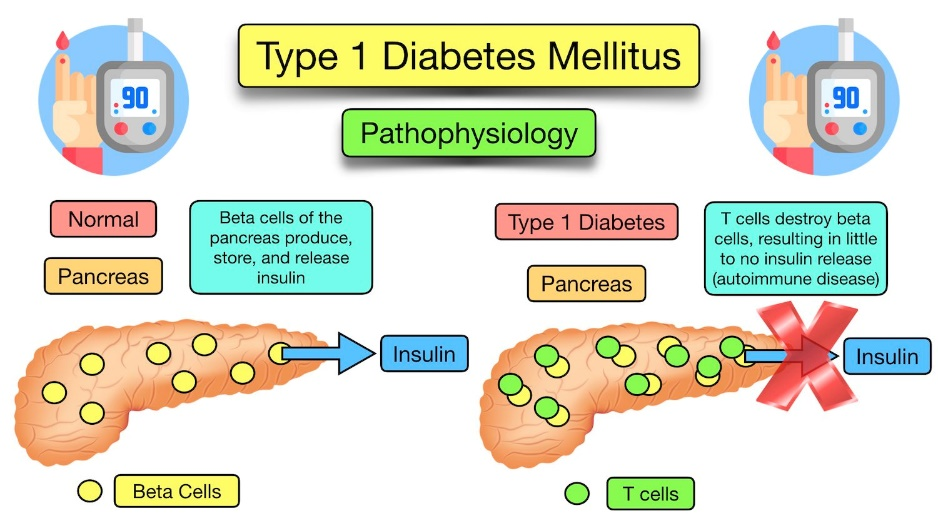 90
Type 1 Diabetes Mellitus
90
Pathophysiology
Normal
Pancreas
Beta cells of the
pancreas produce,
store, and release
insulin
Insulin
Beta Cells
Type 1 Diabetes
Pancreas
T cells destroy beta
cells, resulting in little
to no insulin release
(autoimmune disease)
Insulin
T cells